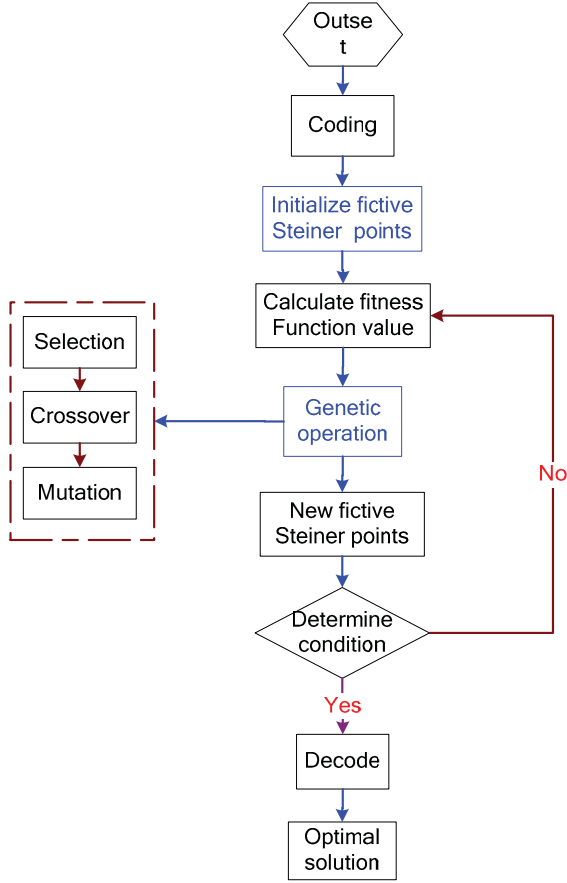 Outse
t
Coding
Initialize fictive
Steiner points
Calculate fitness
Function value
Selection
Crossover
Mutation
Genetic
operation
New fictive
Steiner points
No
Determine
condition
Yes
Decode
Optimal
solution